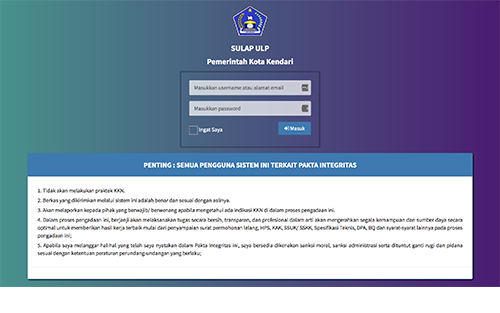 SULAP ULP
Pemerintah Kota Kendari
Masukkan username atau alamat email
Masukkan password
Ingat Saya
Masuk
PENTING : SEMUA PENGGUNA SISTEM INI TERKAIT PAKTA INTEGRITAS
1. Tidak akan melakukan praktek KKN.
2. Berkas yang dikirimkan melalui sistem ini adalah benar dan sesuai dengan aslinya.
3. Akan melaporkan kepada pihak yang berwajib/ berwenang apabila mengetahui ada indikasi KKN di dalam proses pengadaan ini.
4. Dalam proses pengadaan ini, berjanji akan melaksanakan tugas secara bersih, transparan, dan profesional dalam arti akan mengerahkan segala kemampuan dan sumber daya secara
optimal untuk memberikan hasil kerja terbaik mulai dari penyampaian surat permohonan lelang, HPS, KAK, SSUK/ SSKK, Spesifikasi Teknis, DPA, BQ dan syarat-syarat lainnya pada proses
pengadaan ini;
5. Apabila saya melanggar hal-hal yang telah saya nyatakan dalam Pakta Integritas ini, saya bersedia dikenakan sanksi moral, sanksi administrasi serta dituntut ganti rugi dan pidana
sesuai dengan ketentuan peraturan perundang-undangan yang berlaku;